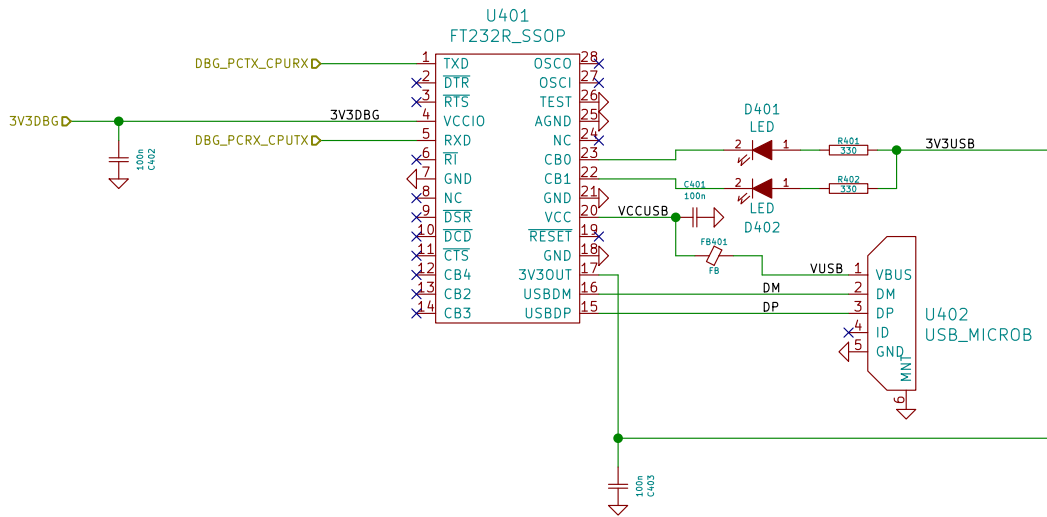 U401
FT232R_SSOP
DBG_PCTX_CPURX
1 TXD
2 DTR
3 RTS
3V3DBG
3V3DBG
4 VCCIO
DBG_PCRX_CPUTX
5 RXD
6 RI
7 GND
8 NC
9 DSR
10 DCD
11 CTS
12 CB4
13 CB2
14 CB3
OSCO 28
OSCI 27
TEST 26
AGND 25
NC 24
CB0 23
CB1 22
GND 21
VCC 20
RESET 19
GND 18
3V3OUT 17
USBDM 16
USBDP 15
100n
C402
D401
LED
2
1
R401
330
3V3USB
2
1
R402
330
LED
D402
C401
100n
VCCUSB
FB401
FB
VUSB
DM
DP
1 VBUS
2 DM
3 DP
4 ID
5 GND
MNT
6
U402
USB_MICROB
100n
C403